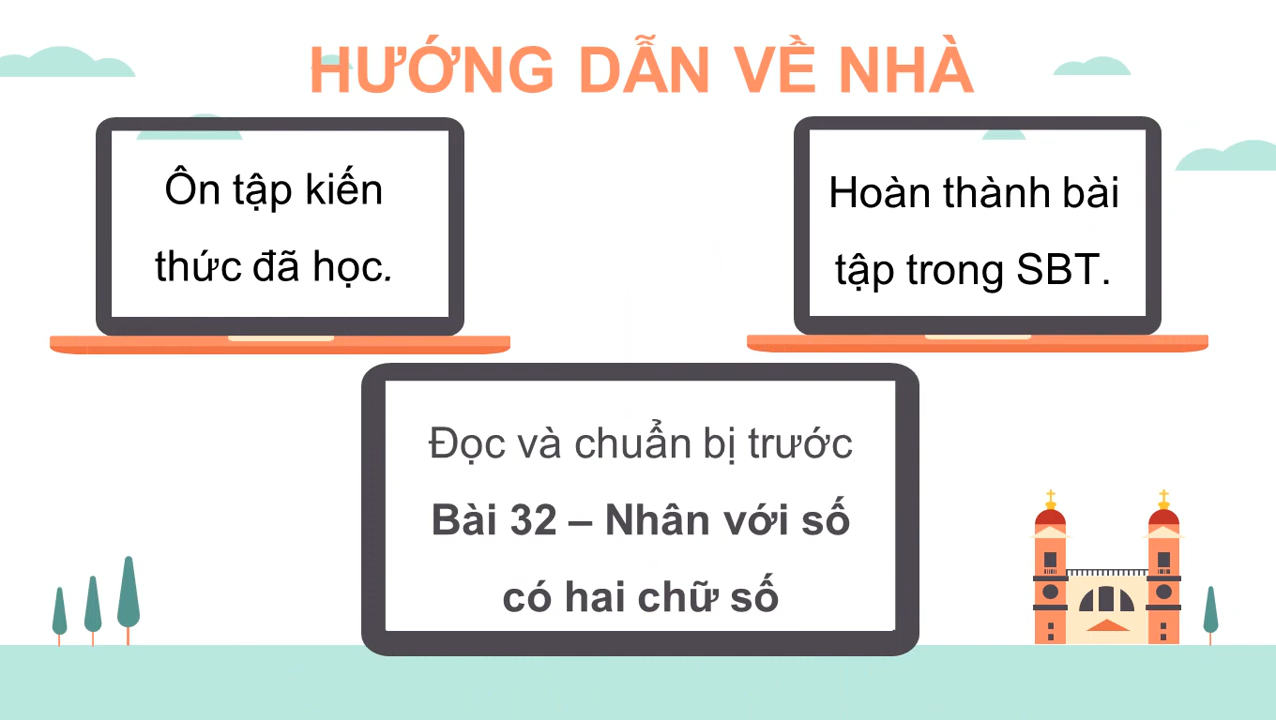 HƯỚNG DẪN VỀ NHÀ
Ôn tập kiến
thức đã học.
Hoàn thành bài
tập trong SBT.
Đọc và chuẩn bị trước
Bài 32 – Nhân với số
có hai chữ số